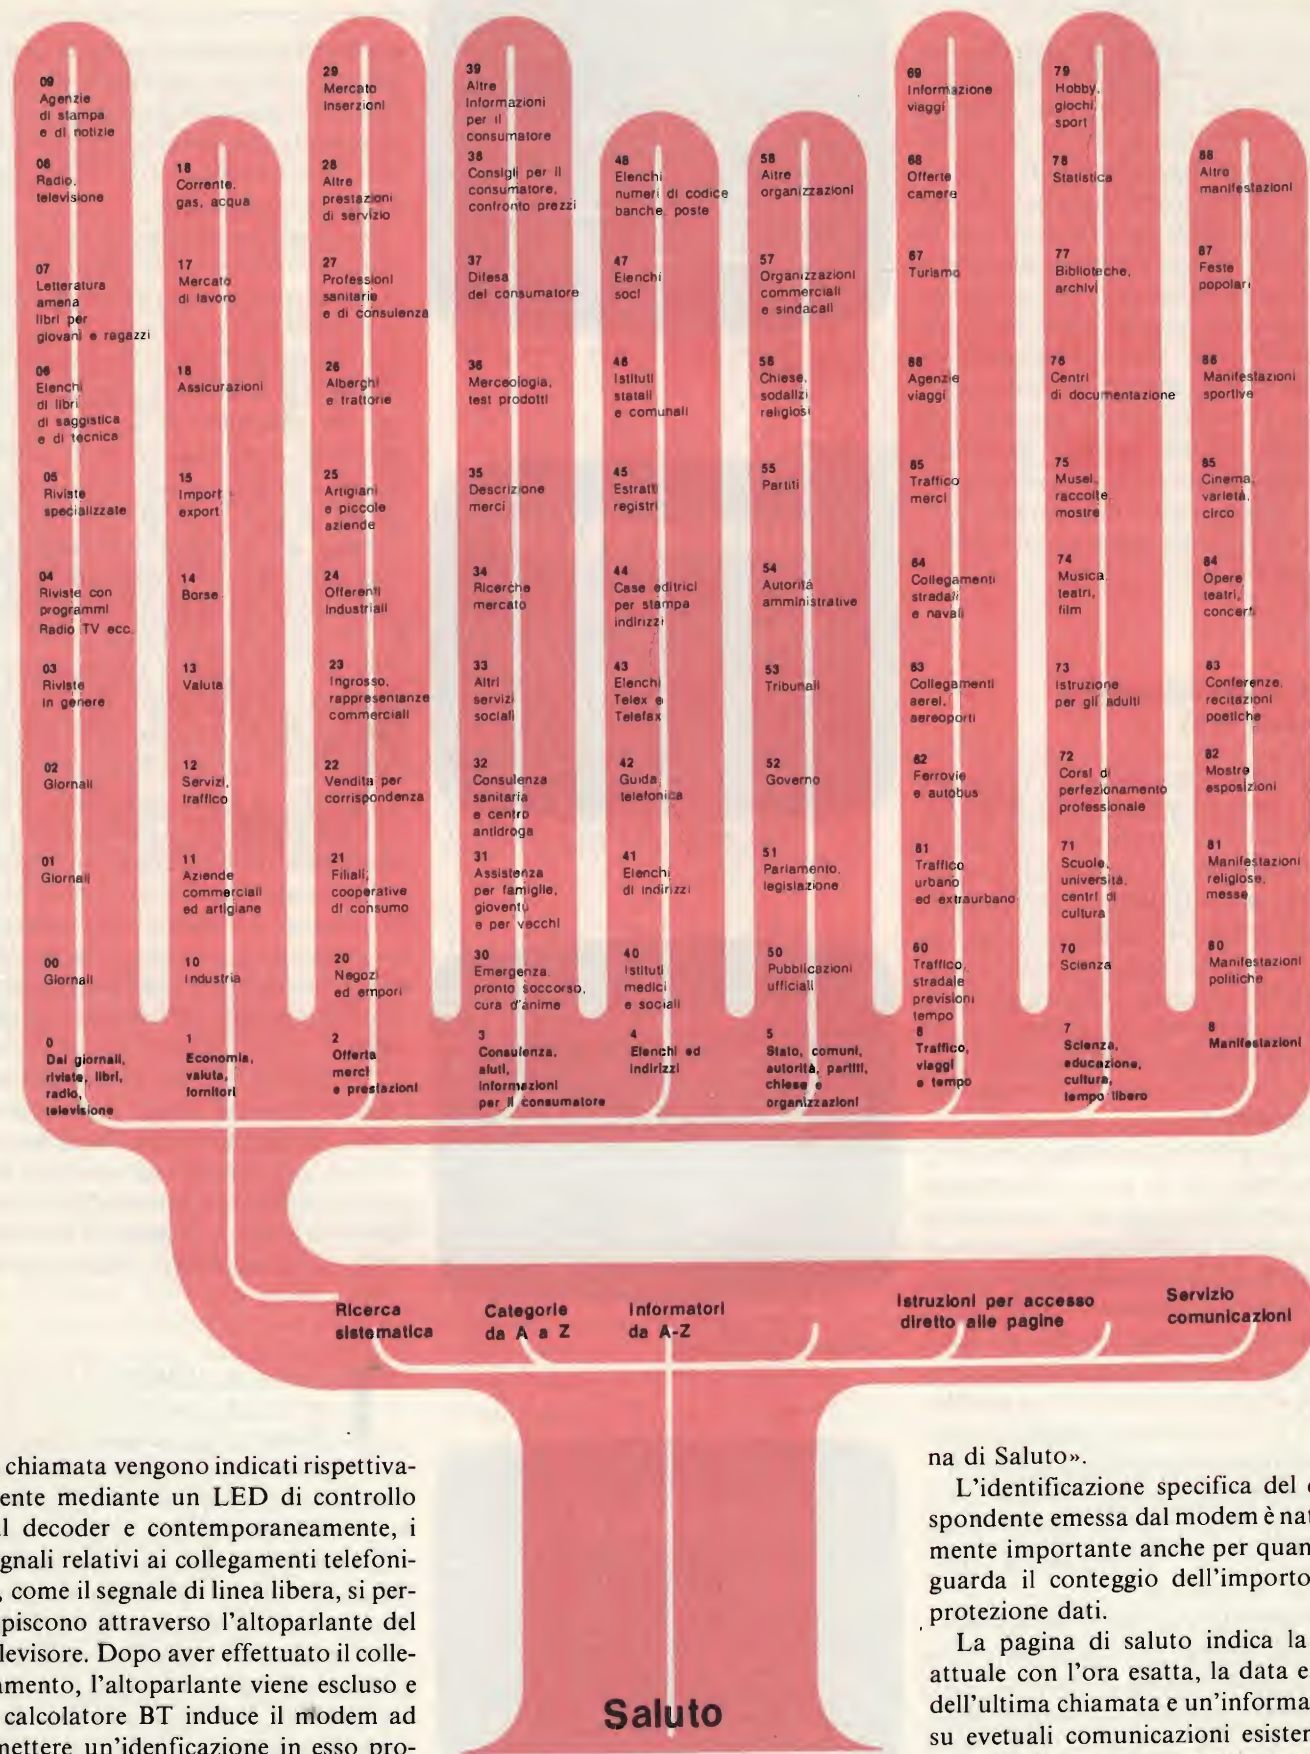 09
Agenzie
di stampa
e di notizie
08
Radio,
televisione
07
Letteratura
amena
libri per
giovani e ragazzi
06
Elenchi
di libri
di saggistica
e di tecnica
05
Riviste
specializzate
04
Riviste con
programmi
Radio TV ecc.
03
Riviste
in genere
02
Giornali
01
Giornali
00
Giornali
0
Dai giornali,
riviste, libri,
radio,
televisione
18
Corrente,
gas, acqua
17
Mercato
di lavoro
16
Assicurazioni
15
Import
export
14
Borse
13
Valuta
12
Servizi,
traffico
11
Aziende
commerciali
ed artigiane
10
Industria
1
Economia,
valuta,
fornitori
29
Mercato
inserzioni
28
Altre
prestazioni
di servizio
27
Professioni
sanitarie
e di consulenza
26
Alberghi
e trattorie
25
Artigiani
e piccole
aziende
24
Offerenti
industriali
23
Ingrosso,
rappresentanze
commerciali
22
Vendita per
corrispondenza
21
Filiali,
cooperative
di consumo
20
Negozi
ed empori
2
Offerta
merci
e prestazioni
39
Altre
informazioni
per il
consumatore
38
Consigli per il
consumatore,
confronto prezzi
37
Difesa
del consumatore
36
Merceologia,
test prodotti
35
Descrizione
merci
34
Ricerche
mercato
33
Altri
servizi
sociali
32
Consulenza
sanitaria
e centro
antidroga
31
Assistenza
per famiglie,
gioventù
e per vecchi
30
Emergenza,
pronto soccorso,
cura d'anime
3
Consulenza,
aiuti,
informazioni
per il consumatore
48
Elenchi
numeri di codice
banche, poste
47
Elenchi
soci
46
Istituti
statali
e comunali
45
Estratti
registri
44
Case editrici
per stampa
indirizzi
43
Elenchi
Telex e
Telefax
42
Guida
telefonica
41
Elenchi
di indirizzi
40
Istituti
medici
e sociali
4
Elenchi ed
indirizzi
58
Altre
organizzazioni
57
Organizzazioni
commerciali
e sindacali
56
Chiese,
sodalizi
religiosi
55
Partiti
54
Autorità
amministrative
53
Tribunali
52
Governo
51
Parlamento,
legislazione
50
Pubblicazioni
ufficiali
5
Stato, comuni,
autorità, partiti,
chiese e
organizzazioni
69
Informazione
viaggi
68
Offerte
camere
67
Turismo
66
Agenzie
viaggi
65
Traffico
merci
64
Collegamenti
stradali
e navali
63
Collegamenti
aerei,
aereoporti
62
Ferrovie
e autobus
61
Traffico
urbano
ed extraurbano
60
Traffico,
stradale
previsioni
tempo
6
Traffico,
viaggi
e tempo
79
Hobby,
giochi,
sport
78
Statistica
77
Biblioteche,
archivi
76
Centri
di documentazione
75
Musei,
raccolte,
mostre
74
Musica,
teatri,
film
73
Istruzione
per gli adulti
72
Corsi di
perfezionamento
professionale
71
Scuole,
università,
centri di
cultura
70
Scienza
7
Scienza,
educazione,
cultura,
tempo libero
88
Altre
manifestazioni
87
Feste
popolari
86
Manifestazioni
sportive
85
Cinema,
varietà,
circo
84
Opere
teatri,
concerti
83
Conferenze,
recitazioni
poetiche
82
Mostre
esposizioni
81
Manifestazioni
religiose,
messe
80
Manifestazioni
politiche
8
Manifestazioni
Ricerca
sistematica
Categorie
da A a Z
Informatori
da A-Z
Istruzioni per accesso
diretto alle pagine
Servizio
comunicazioni
Saluto
chiamata vengono indicati rispettiva-
ente mediante un LED di controllo
l decoder e contemporaneamente, i
gnali relativi ai collegamenti telefoni-
, come il segnale di linea libera, si per-
piscono attraverso l'altoparlante del
levisore. Dopo aver effettuato il colle-
mento, l'altoparlante viene escluso e
calcolatore BT induce il modem ad
mettere un'idenficazione in esso pro-
na di Saluto».
L'identificazione specifica del
spondente emessa dal modem è nat
mente importante anche per quan
guarda il conteggio dell'importo
protezione dati.
La pagina di saluto indica la
attuale con l'ora esatta, la data e
dell'ultima chiamata e un'informa
su evetuali comunicazioni esister